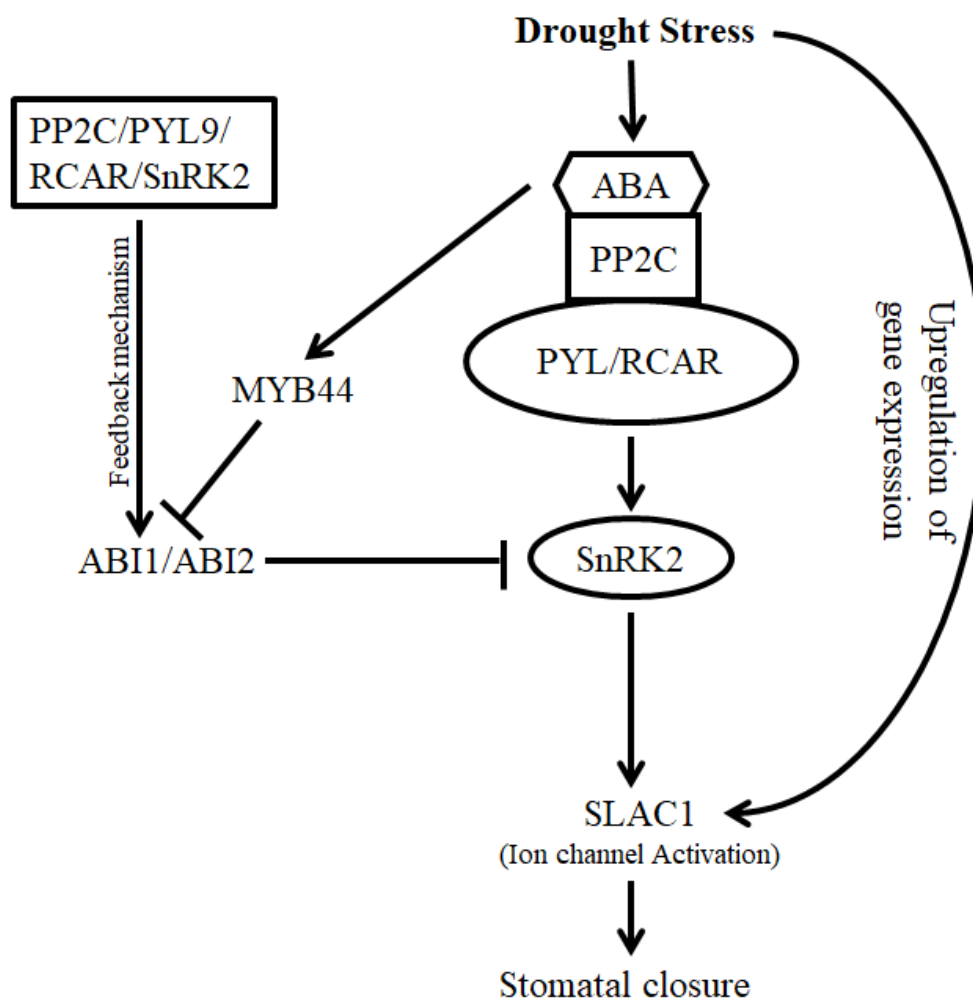 Drought Stress
PP2C/PYL9/
RCAR/SnRK2
ABA
PP2C
PYL/RCAR
Feedback mechanism
MYB44
Upregulation of
gene expression
ABI1/ABI2
SnRK2
SLAC1
(Ion channel Activation)
Stomatal closure